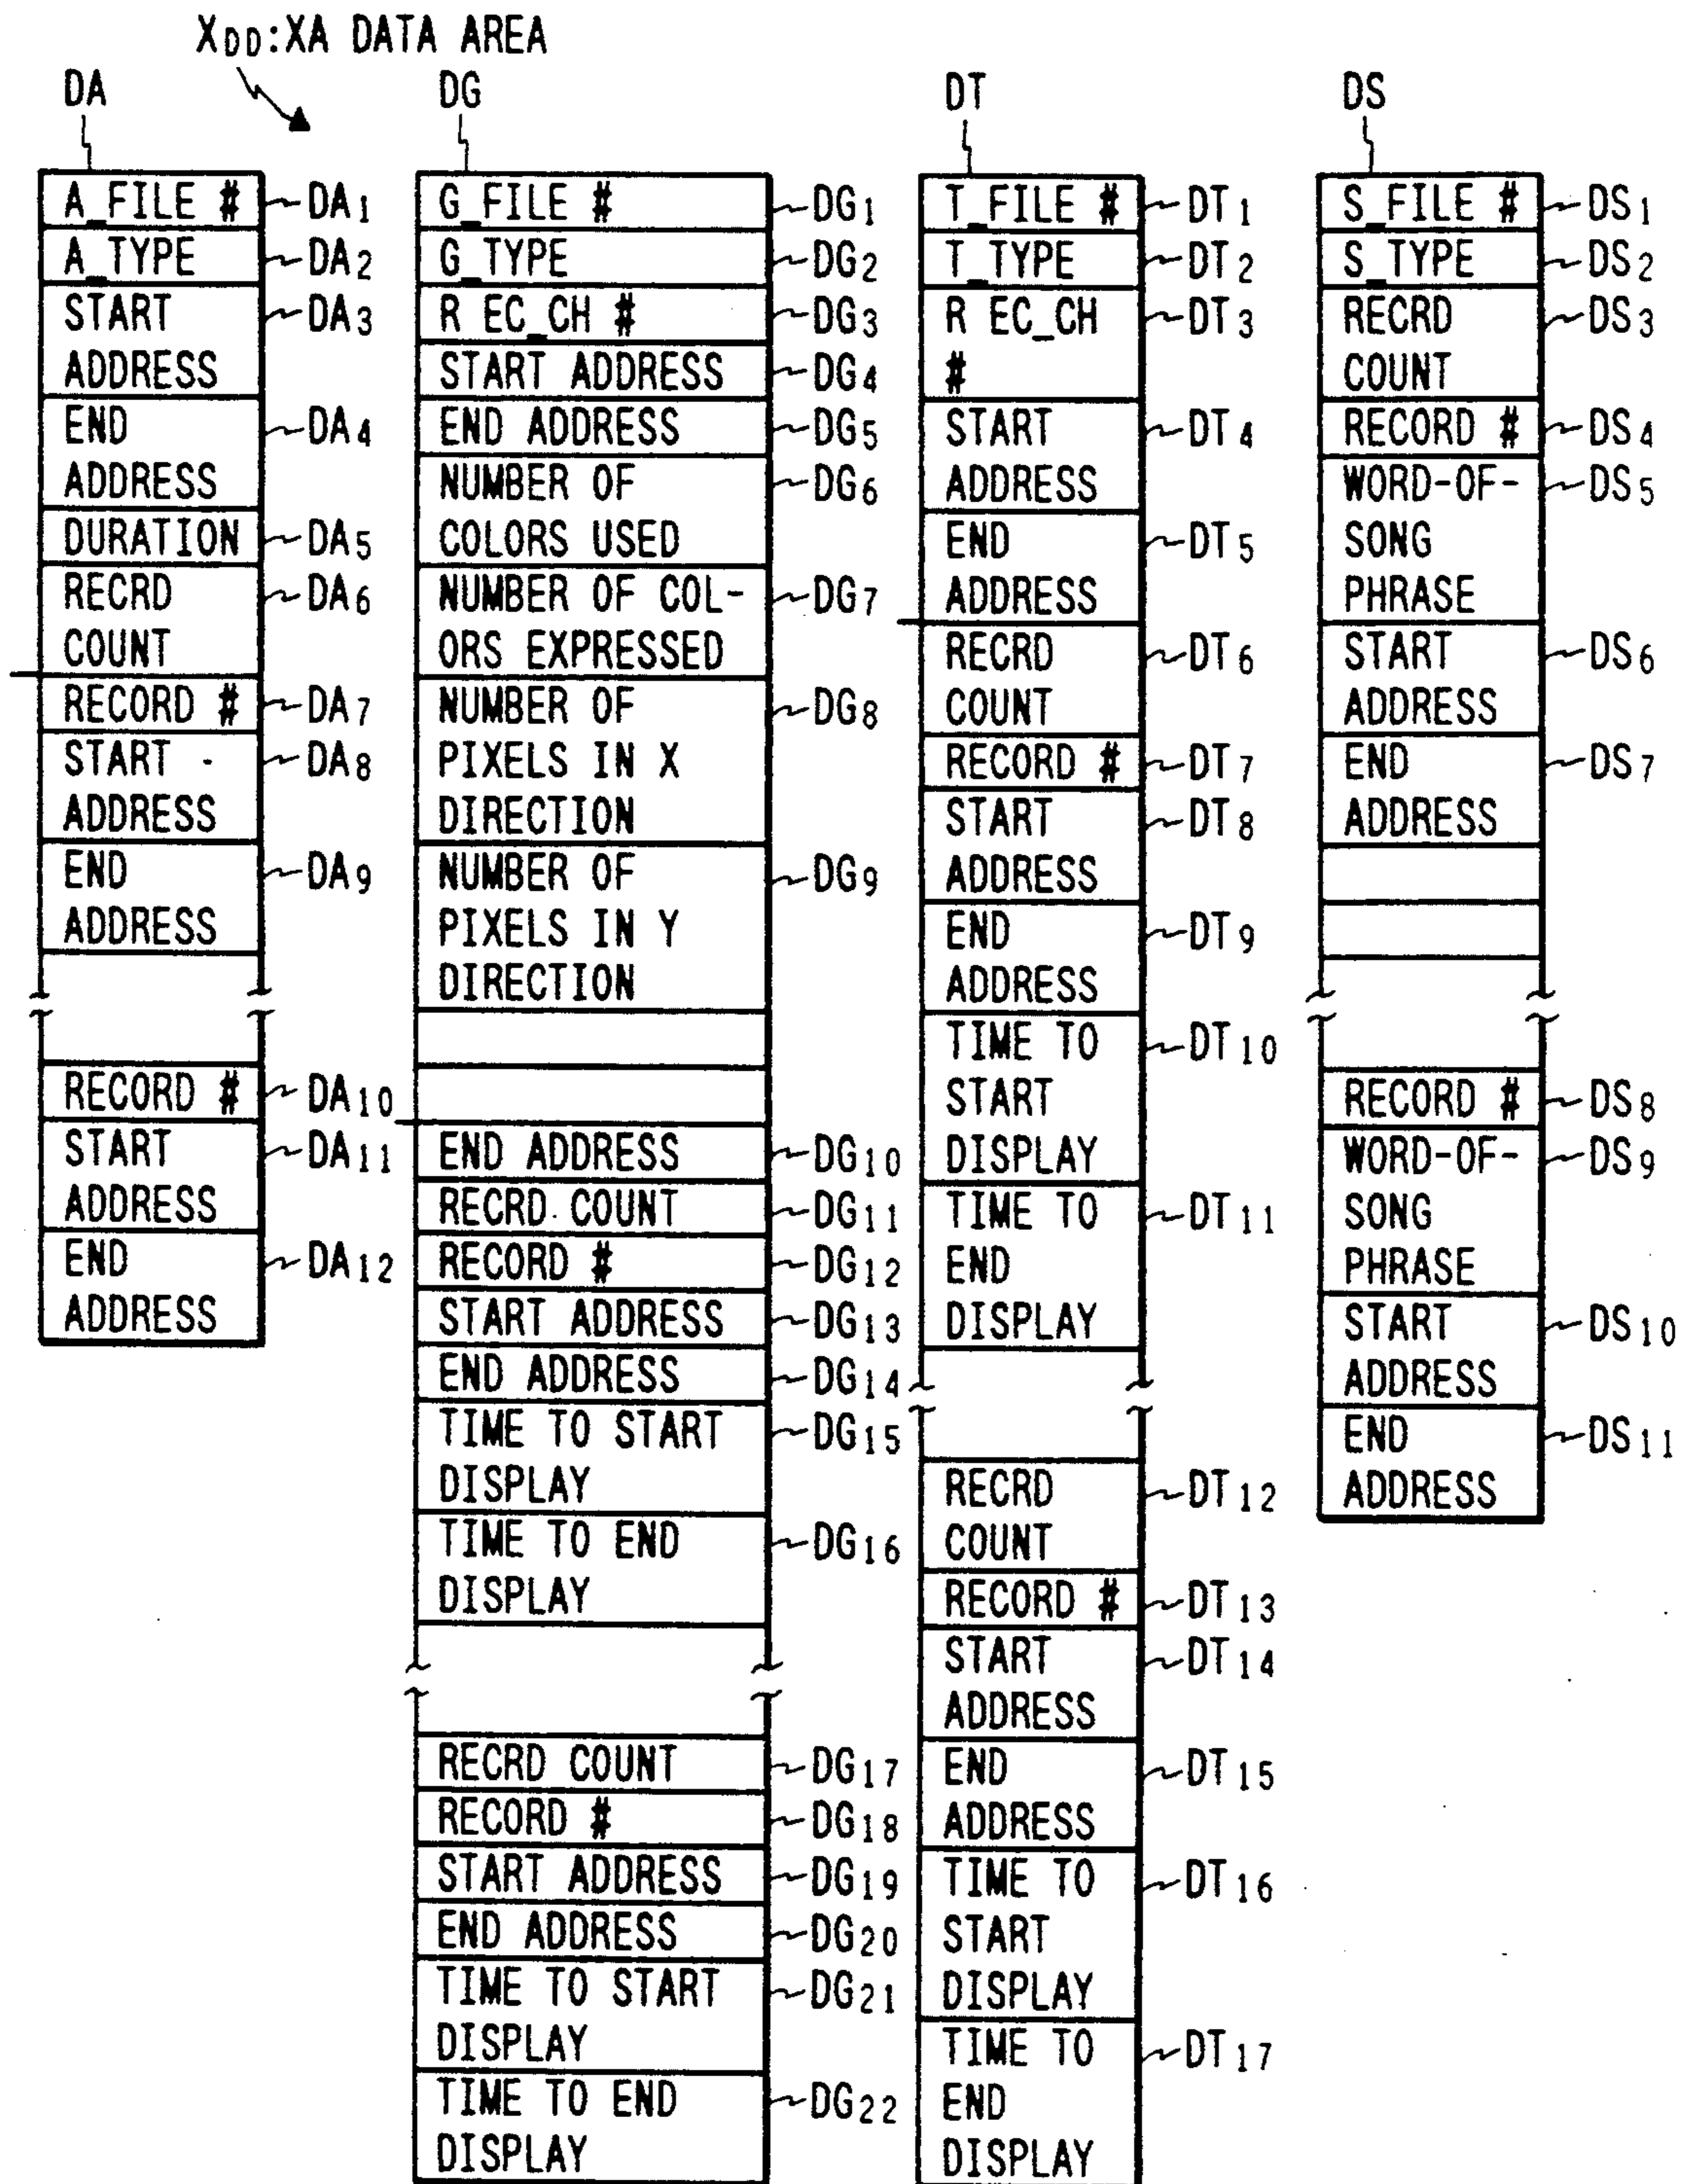 XDD:XA DATA AREA
DA
A_FILE # DA1
A_TYPE DA2
START DA3
ADDRESS
END DA4
ADDRESS
DURATION DA5
RECRD DA6
COUNT
RECORD # DA7
START - DA8
ADDRESS
END DA9
ADDRESS
RECORD # DA10
START DA11
ADDRESS
END DA12
ADDRESS
DG
G_FILE # DG1
G_TYPE DG2
R EC_CH # DG3
START ADDRESS DG4
END ADDRESS DG5
NUMBER OF DG6
COLORS USED
NUMBER OF COL- DG7
ORS EXPRESSED
NUMBER OF DG8
PIXELS IN X
DIRECTION
NUMBER OF DG9
PIXELS IN Y
DIRECTION
END ADDRESS DG10
RECRD COUNT DG11
RECORD # DG12
START ADDRESS DG13
END ADDRESS DG14
TIME TO START DG15
DISPLAY
TIME TO END DG16
DISPLAY
RECRD COUNT DG17
RECORD # DG18
START ADDRESS DG19
END ADDRESS DG20
TIME TO START DG21
DISPLAY
TIME TO END DG22
DISPLAY
DT
T_FILE # DT1
T_TYPE DT2
R EC_CH DT3
#
START DT4
ADDRESS
END DT5
ADDRESS
RECRD DT6
COUNT
RECORD # DT7
START DT8
ADDRESS
END DT9
ADDRESS
TIME TO DT10
START
DISPLAY
TIME TO DT11
END
DISPLAY
RECRD DT12
COUNT
RECORD # DT13
START DT14
ADDRESS
END DT15
ADDRESS
TIME TO DT16
START
DISPLAY
TIME TO DT17
END
DISPLAY
DS
S_FILE # DS1
S_TYPE DS2
RECRD DS3
COUNT
RECORD # DS4
WORD-OF- DS5
SONG
PHRASE
START DS6
ADDRESS
END DS7
ADDRESS
RECORD # DS8
WORD-OF- DS9
SONG
PHRASE
START DS10
ADDRESS
END DS11
ADDRESS